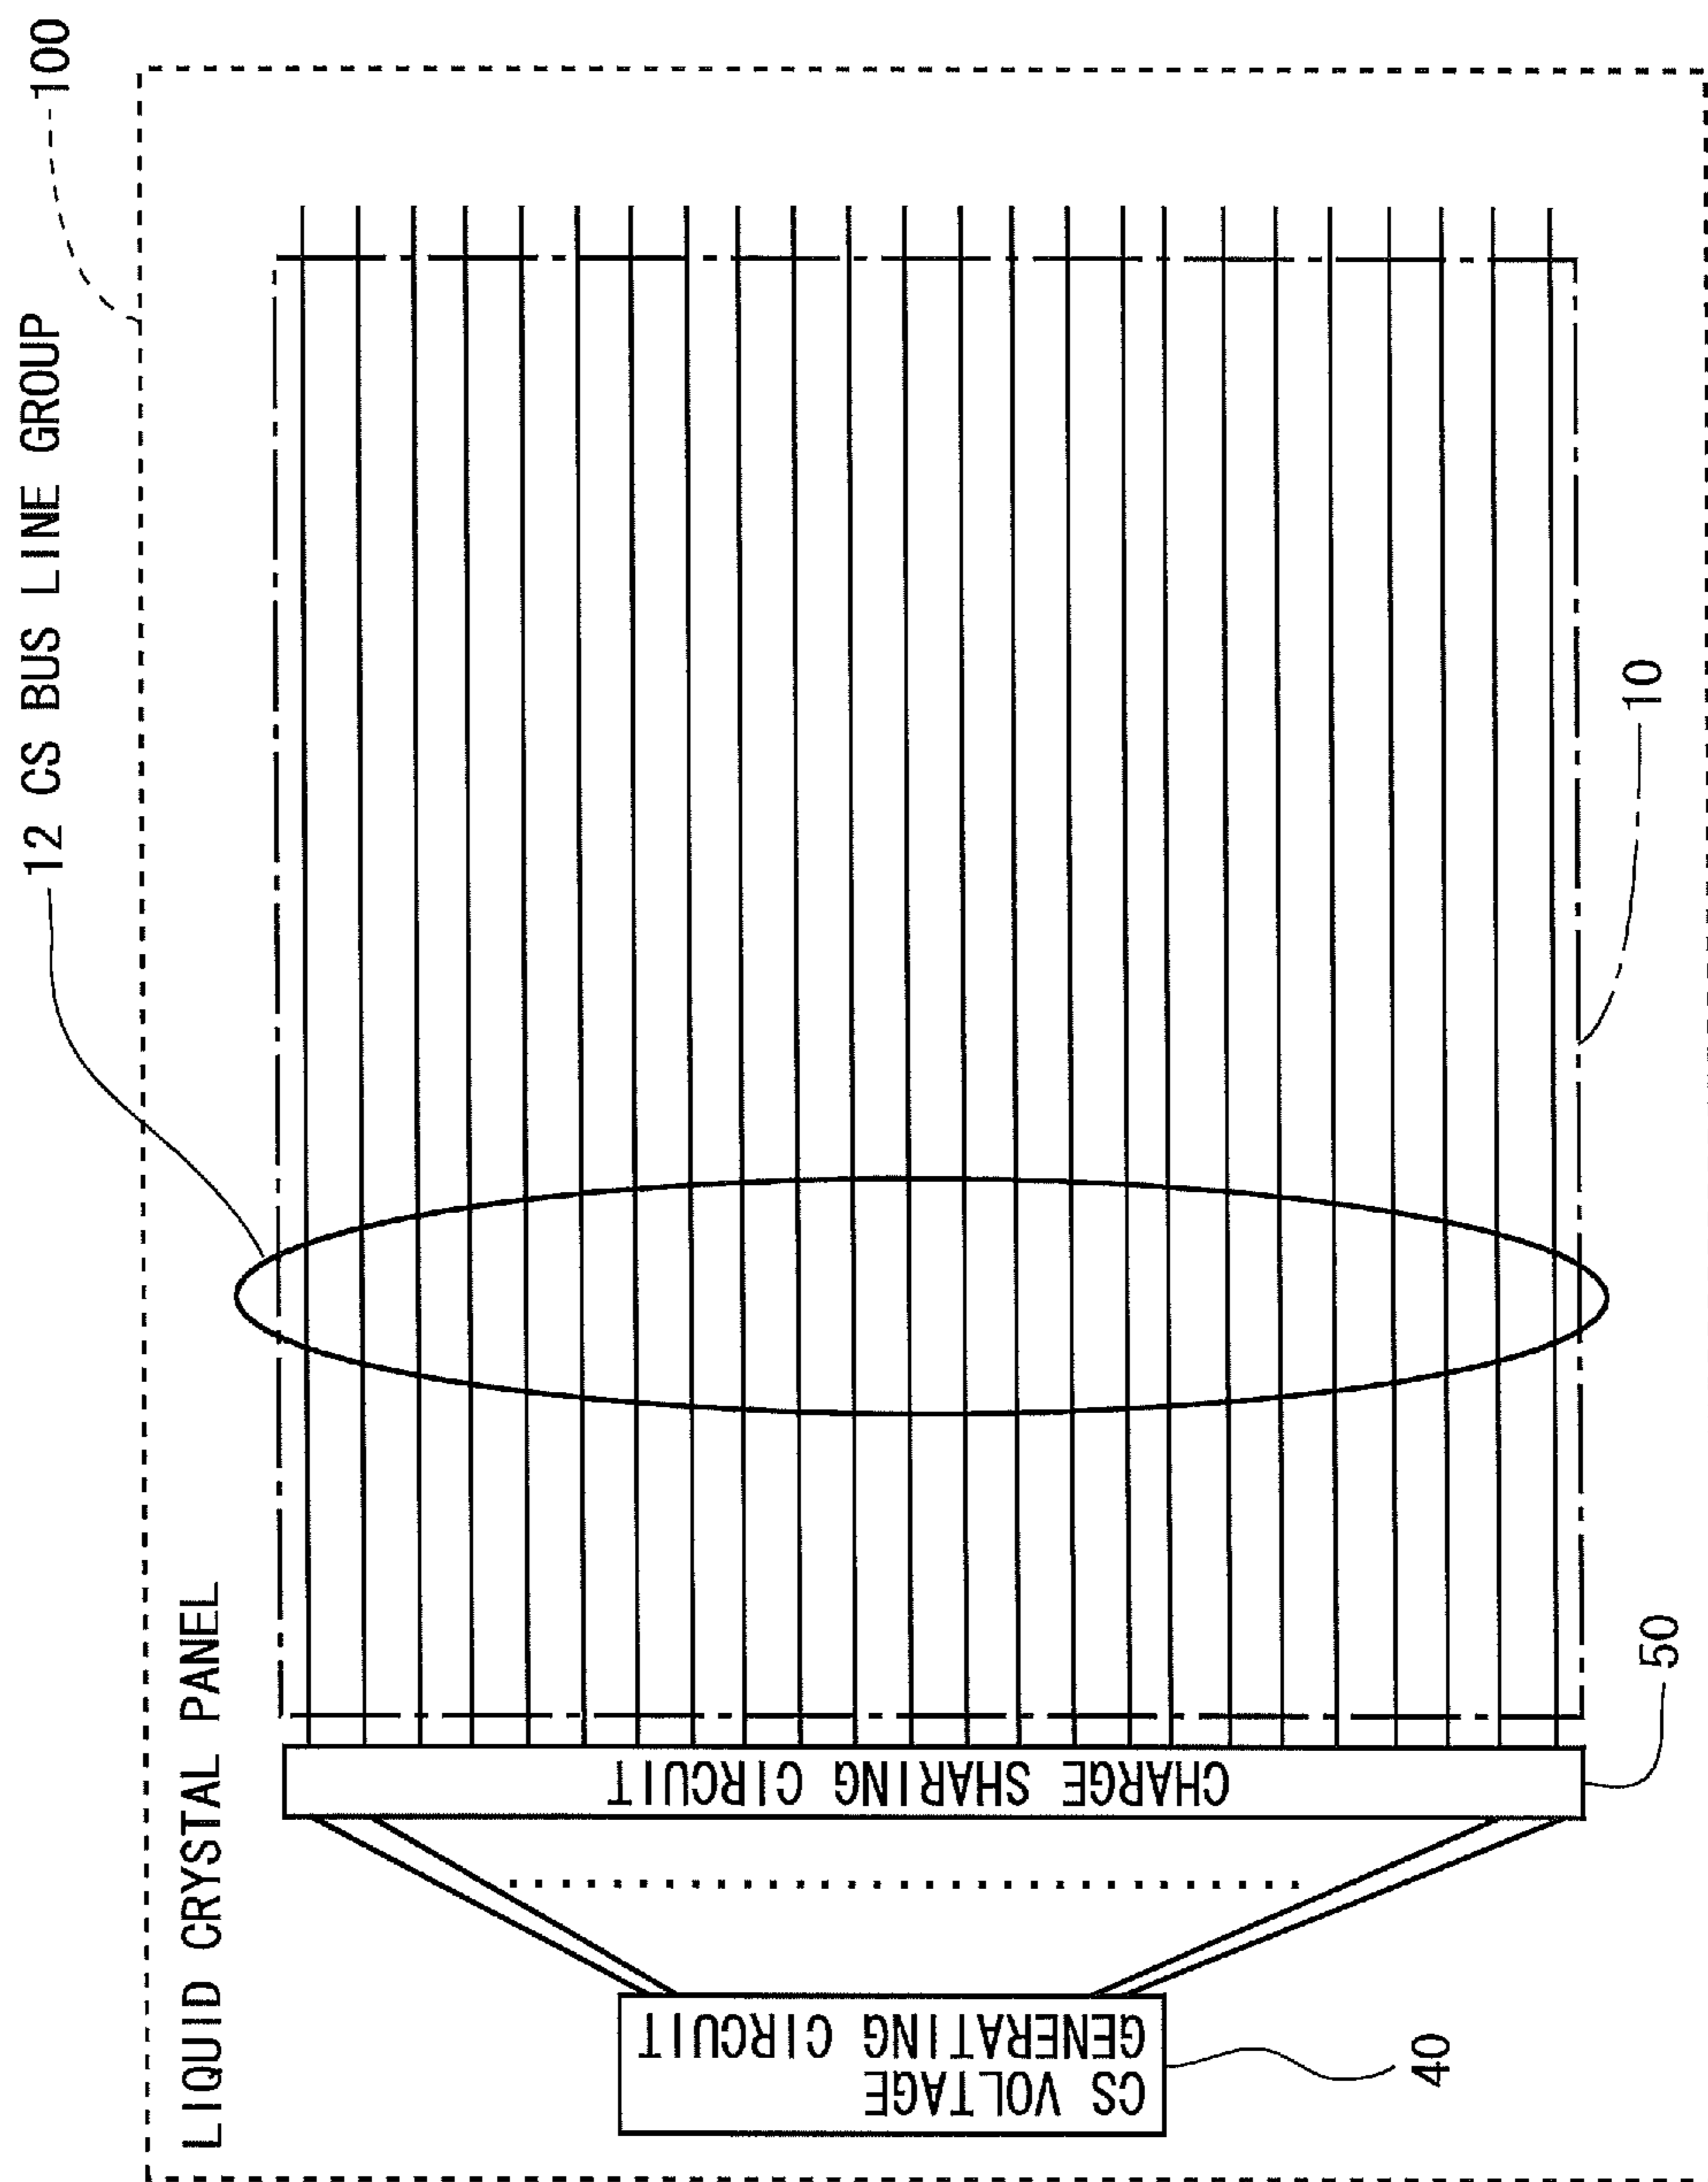 12 CS BUS LINE GROUP
100
LIQUID CRYSTAL PANEL
CS VOLTAGE
GENERATING CIRCUIT
CHARGE SHARING CIRCUIT
40
50
10